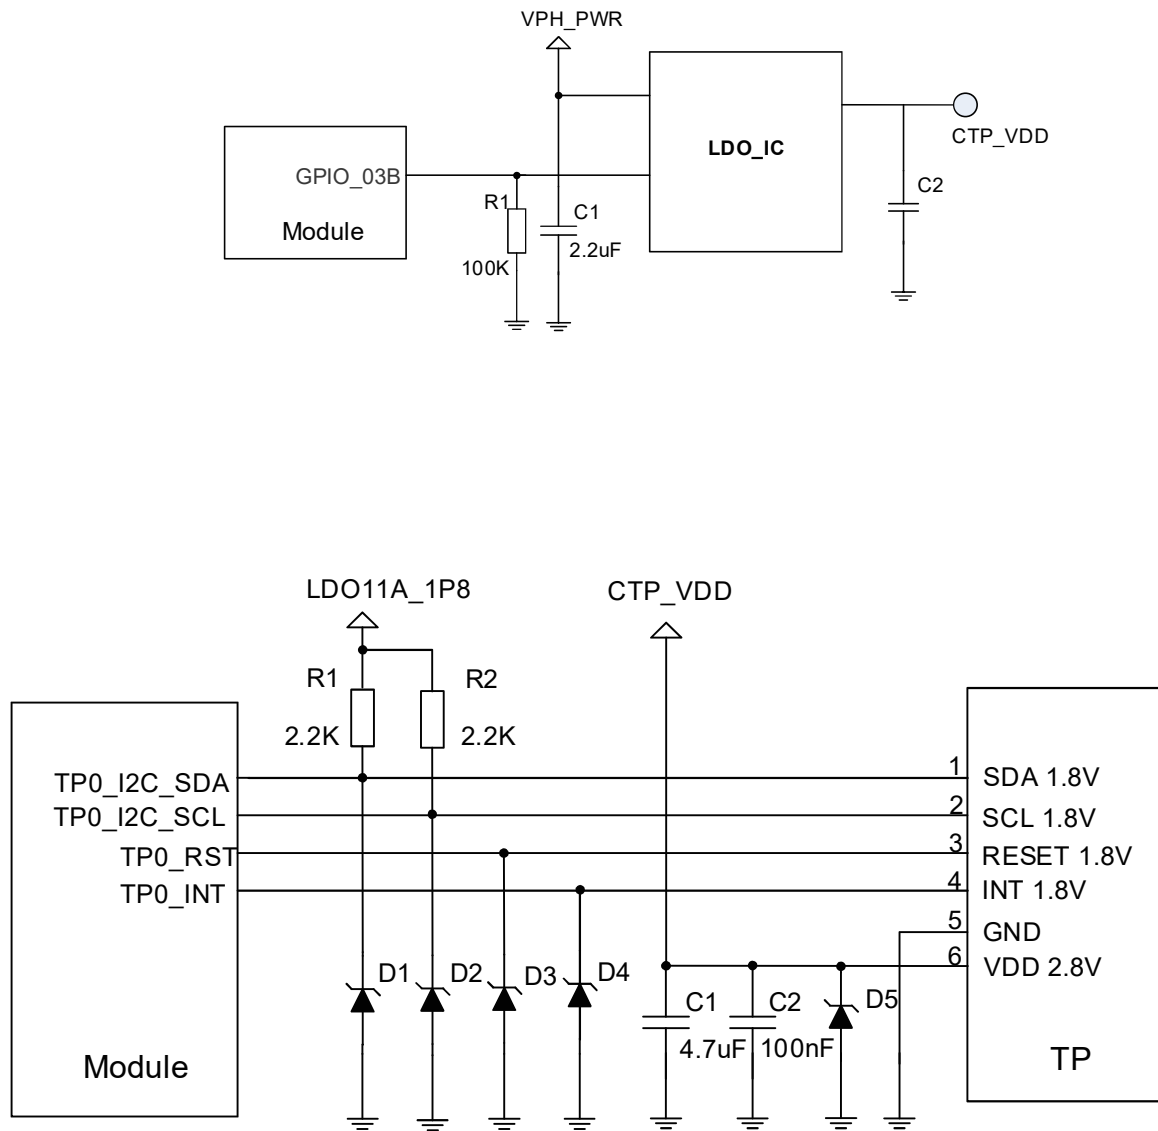 VPH_PWR
LDO_IC
CTP_VDD
GPIO_03B
Module
R1
100K
C1
2.2uF
C2
LDO11A_1P8
CTP_VDD
R1
R2
2.2K
2.2K
TP0_I2C_SDA
TP0_I2C_SCL
TP0_RST
TP0_INT
1
SDA 1.8V
2
SCL 1.8V
3
RESET 1.8V
4
INT 1.8V
5
GND
6
VDD 2.8V
D1
D2
D3
D4
C1
C2
D5
4.7uF
100nF
Module
TP